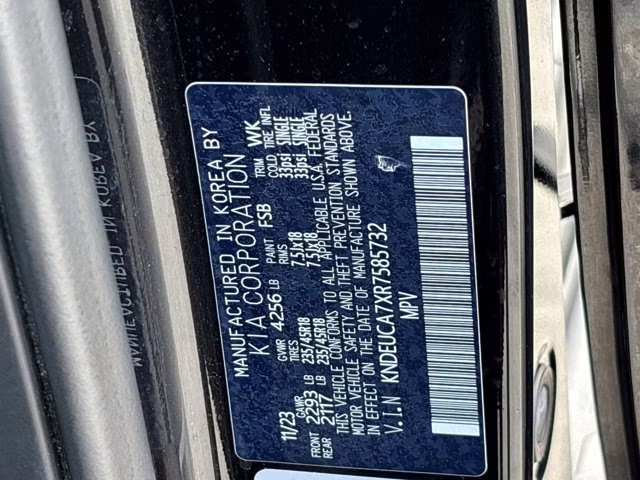 MANUFACTURED IN KOREA BY
KIA CORPORATION
11/23 GVWR 4256 LB PAINT FSB TRIM WK
GAWR TIRES RIMS COLD TIRE INFL
FRONT 2293 LB 235/45R18 7.5Jx18 33psi SINGLE
REAR 2117 LB 235/45R18 7.5Jx18 33psi SINGLE
THIS VEHICLE CONFORMS TO ALL APPLICABLE U.S.A. FEDERAL
MOTOR VEHICLE SAFETY AND THEFT PREVENTION STANDARDS
IN EFFECT ON THE DATE OF MANUFACTURE SHOWN ABOVE.
V.I.N KNDEUCA7XR7585732
MPV